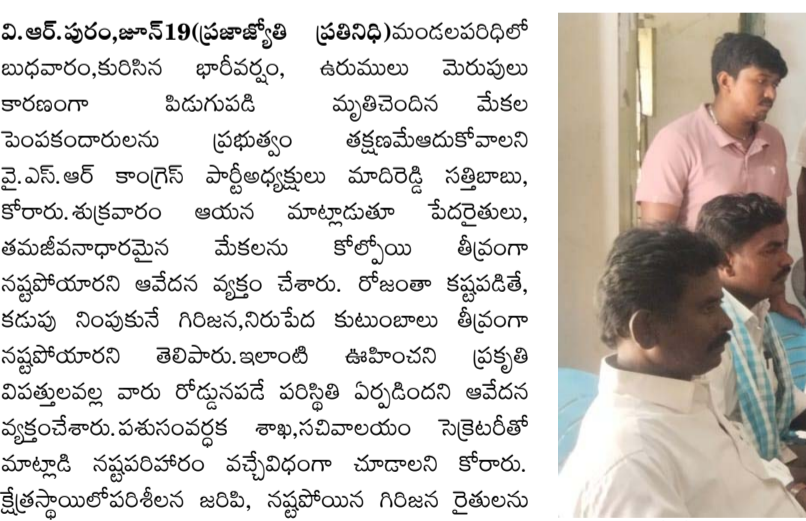 వి.ఆర్.పురం,జూన్19(ప్రజాజ్యోతి ప్రతినిధి)మండలపరిధిలో
బుధవారం,కురిసిన భారీవర్షం, ఉరుములు మెరుపులు
కారణంగా పిడుగుపడి మృతిచెందిన మేకల
పెంపకందారులను ప్రభుత్వం తక్షణమేఆదుకోవాలని
వై.ఎస్.ఆర్ కాంగ్రెస్ పార్టీఅధ్యక్షులు మాదిరెడ్డి సత్తిబాబు,
కోరారు.శుక్రవారం ఆయన మాట్లాడుతూ పేదరైతులు,
తమజీవనాధారమైన మేకలను కోల్పోయి తీవ్రంగా
నష్టపోయారని ఆవేదన వ్యక్తం చేశారు. రోజంతా కష్టపడితే,
కడుపు నింపుకునే గిరిజన,నిరుపేద కుటుంబాలు తీవ్రంగా
నష్టపోయారని తెలిపారు.ఇలాంటి ఊహించని ప్రకృతి
విపత్తులవల్ల వారు రోడ్డునపడే పరిస్థితి ఏర్పడిందని ఆవేదన
వ్యక్తంచేశారు.పశుసంవర్ధక శాఖ,సచివాలయం సెక్రెటరీతో
మాట్లాడి నష్టపరిహారం వచ్చేవిధంగా చూడాలని కోరారు.
క్షేత్రస్థాయిలోపరిశీలన జరిపి, నష్టపోయిన గిరిజన రైతులను